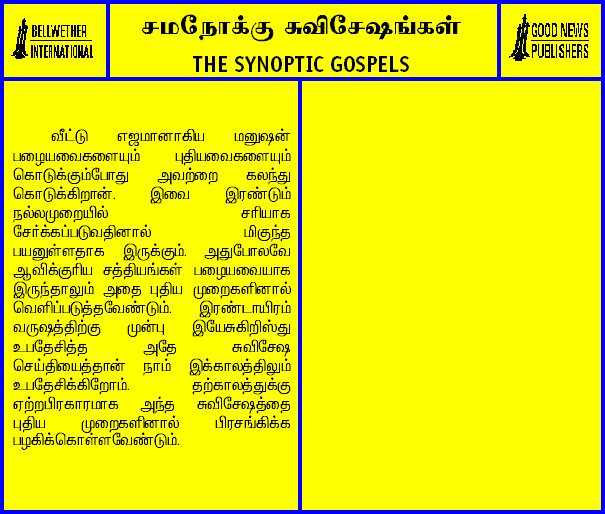 BELLWETHER
INTERNATIONAL
சமநோக்கு சுவிசேஷங்கள்
THE SYNOPTIC GOSPELS
GOOD NEWS
PUBLISHERS
வீட்டு எஜமானாகிய மனுஷன்
பழையவைகளையும் புதியவைகளையும்
கொடுக்கும்போது அவற்றை கலந்து
கொடுக்கிறான். இவை இரண்டும்
நல்லமுறையில் சரியாக
சேர்க்கப்படுவதினால் மிகுந்த
பயனுள்ளதாக இருக்கும். அதுபோலவே
ஆவிக்குரிய சத்தியங்கள் பழையவையாக
இருந்தாலும் அதை புதிய முறைகளினால்
வெளிப்படுத்தவேண்டும். இரண்டாயிரம்
வருஷத்திற்கு முன்பு இயேசுகிறிஸ்து
உபதேசித்த அதே சுவிசேஷ
செய்தியைத்தான் நாம் இக்காலத்திலும்
உபதேசிக்கிறோம். தற்காலத்துக்கு
ஏற்றபிரகாரமாக அந்த சுவிசேஷத்தை
புதிய முறைகளினால் பிரசங்கிக்க
பழகிக்கொள்ளவேண்டும்.